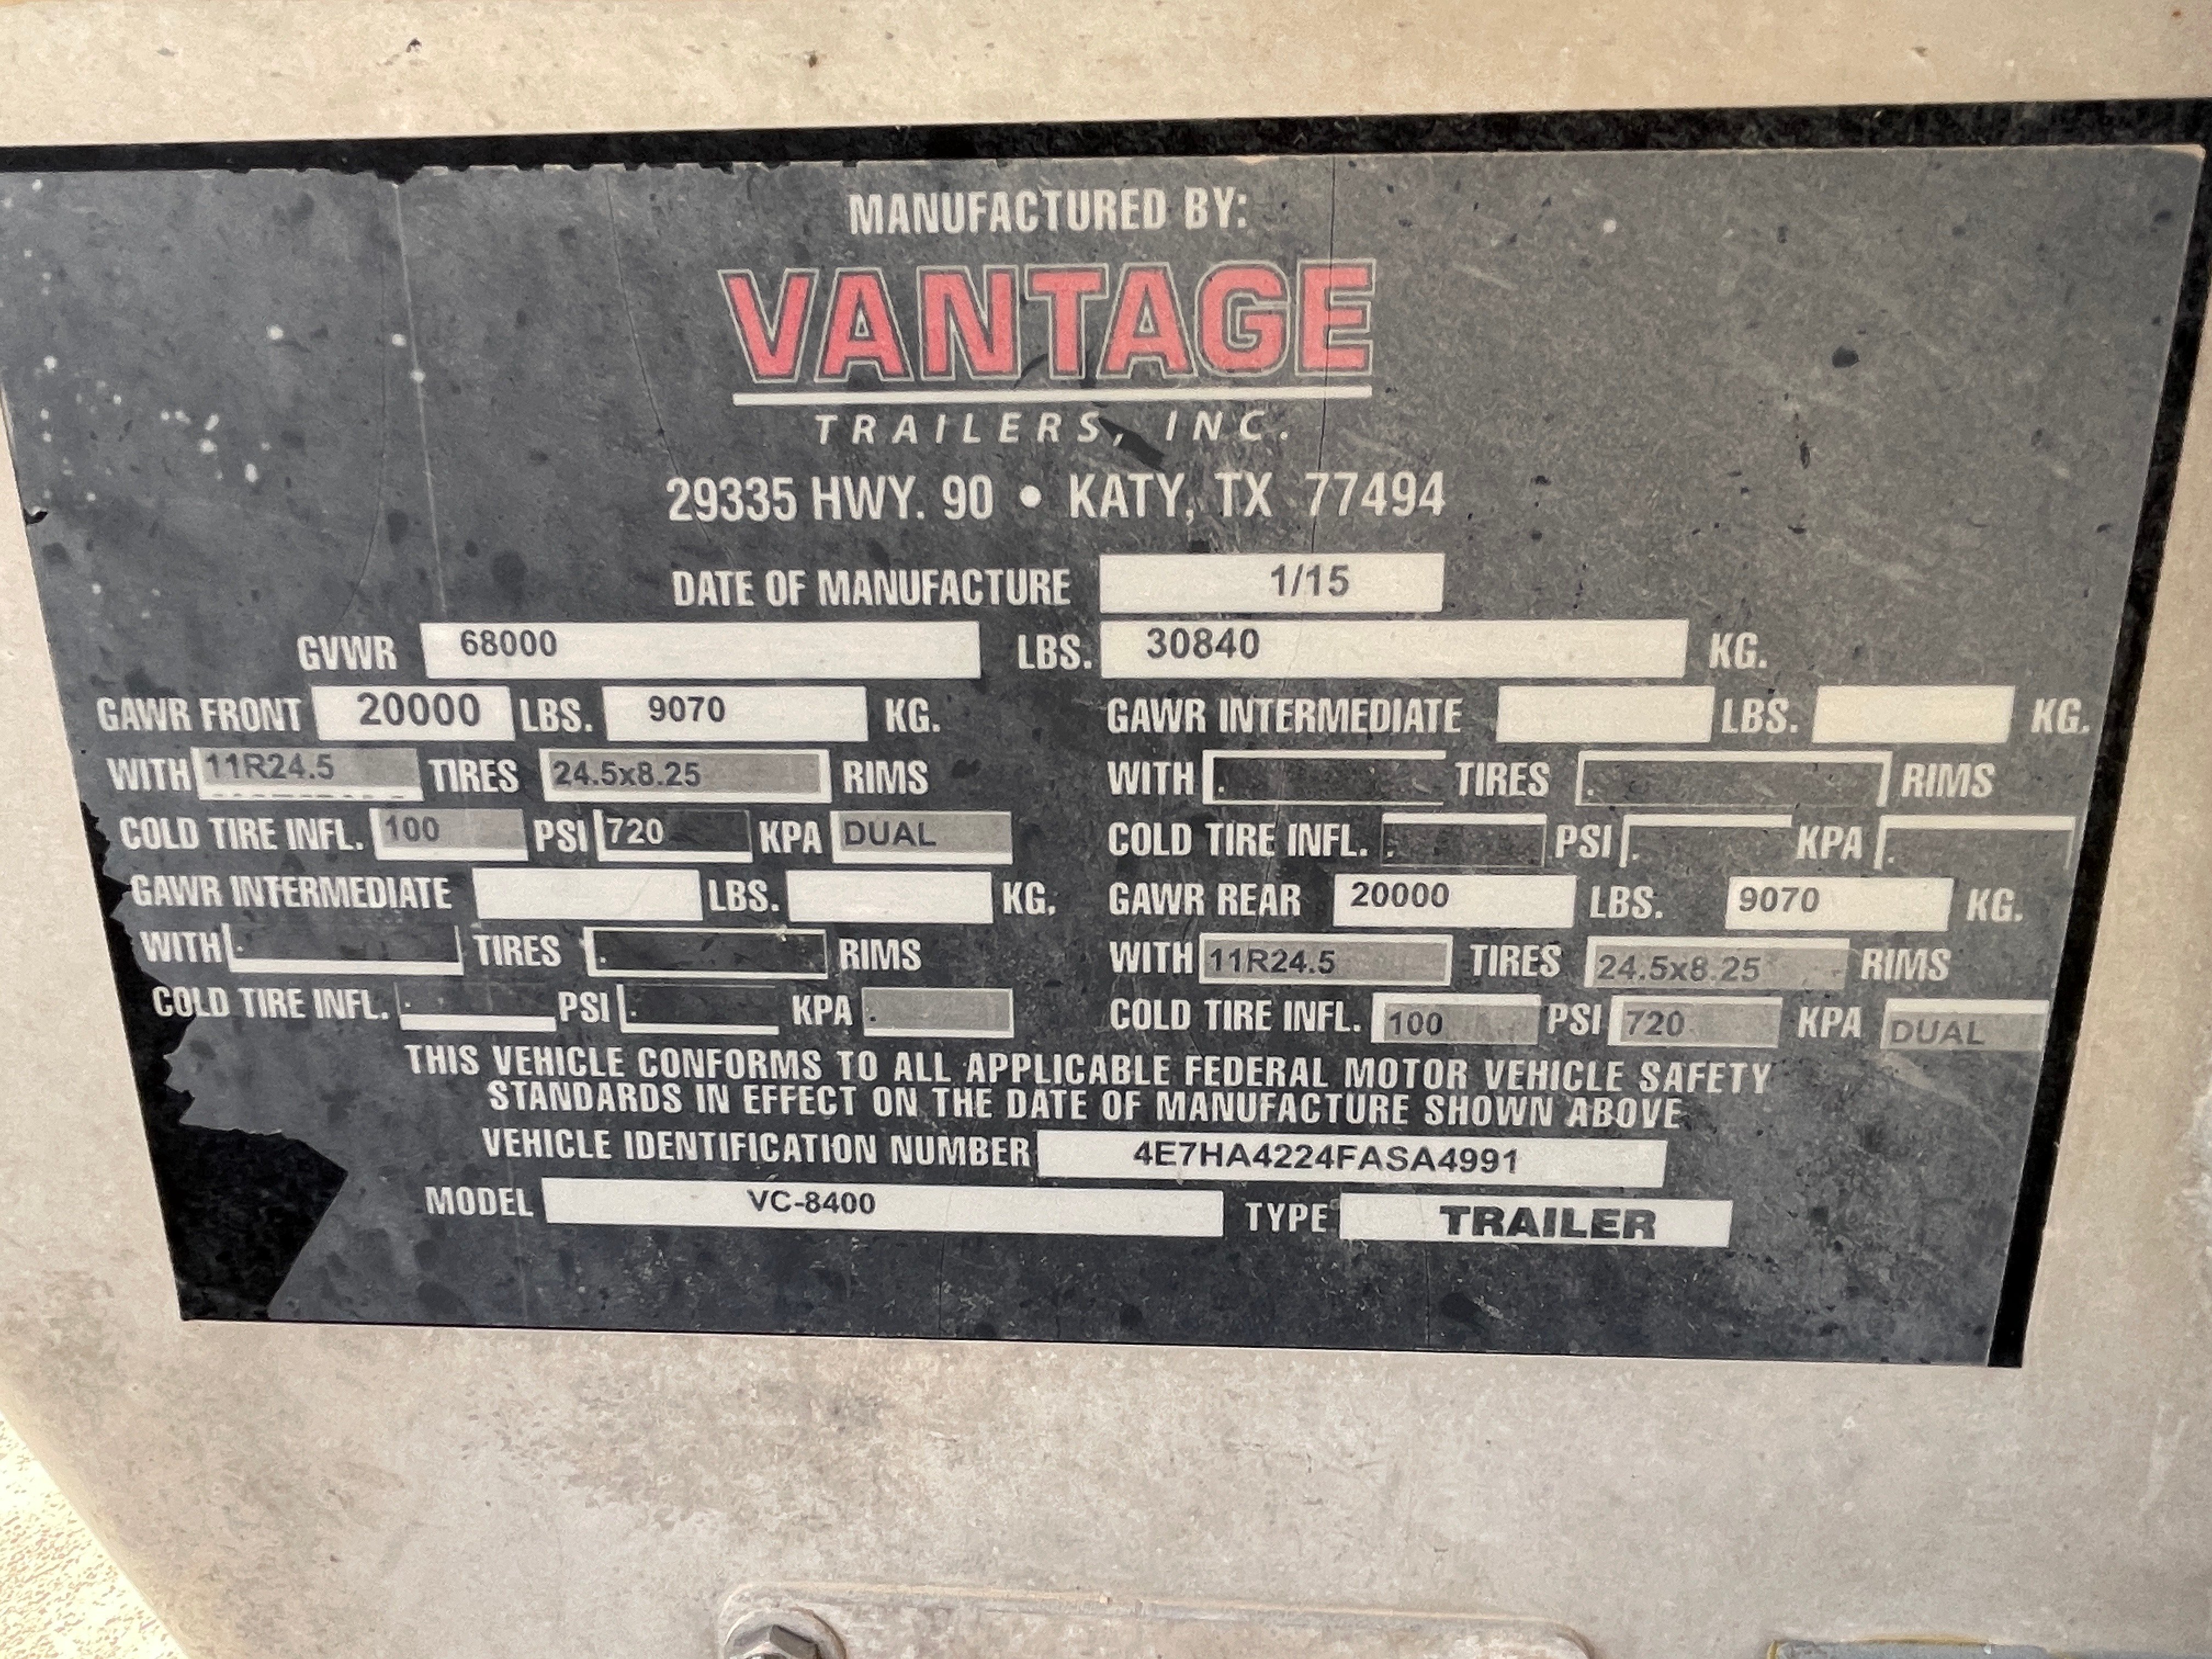 MANUFACTURED BY:
VANTAGE
TRAILERS, INC.
29335 HWY. 90 • KATY, TX 77494
DATE OF MANUFACTURE 1/15
GVWR 68000 LBS. 30840 KG.
GAWR FRONT 20000 LBS. 9070 KG. GAWR INTERMEDIATE LBS. KG.
WITH 11R24.5 TIRES 24.5x8.25 RIMS WITH . TIRES . RIMS
COLD TIRE INFL. 100 PSI 720 KPA DUAL COLD TIRE INFL. . PSI . KPA .
GAWR INTERMEDIATE LBS. KG. GAWR REAR 20000 LBS. 9070 KG.
WITH . TIRES . RIMS WITH 11R24.5 TIRES 24.5x8.25 RIMS
COLD TIRE INFL. . PSI . KPA . COLD TIRE INFL. 100 PSI 720 KPA DUAL
THIS VEHICLE CONFORMS TO ALL APPLICABLE FEDERAL MOTOR VEHICLE SAFETY
STANDARDS IN EFFECT ON THE DATE OF MANUFACTURE SHOWN ABOVE
VEHICLE IDENTIFICATION NUMBER 4E7HA4224FASA4991
MODEL VC-8400 TYPE TRAILER